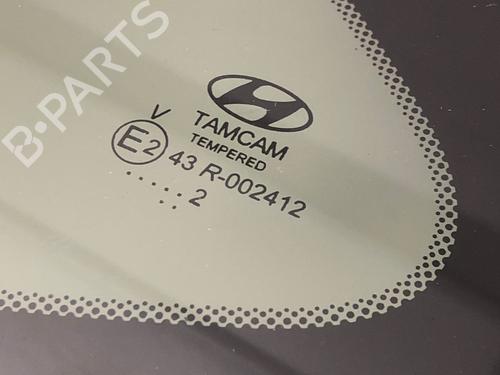 B-PARTS
TAMCAM
TEMPERED
V
E2 43 R-002412
...... 2
..